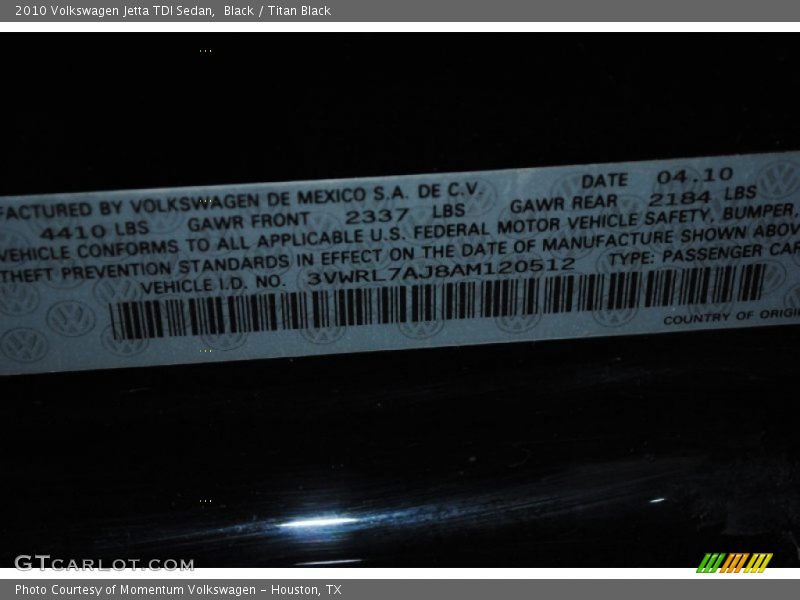 2010 Volkswagen Jetta TDI Sedan,  Black / Titan Black
FACTURED BY VOLKSWAGEN DE MEXICO S.A. DE C.V. DATE 04.10
4410 LBS GAWR FRONT 2337 LBS GAWR REAR 2184 LBS
VEHICLE CONFORMS TO ALL APPLICABLE U.S. FEDERAL MOTOR VEHICLE SAFETY, BUMPER,
THEFT PREVENTION STANDARDS IN EFFECT ON THE DATE OF MANUFACTURE SHOWN ABOV
VEHICLE I.D. NO. 3VWRL7AJ8AM120512 TYPE: PASSENGER CAR
COUNTRY OF ORIGI
GTCARLOT.COM
Photo Courtesy of Momentum Volkswagen - Houston, TX